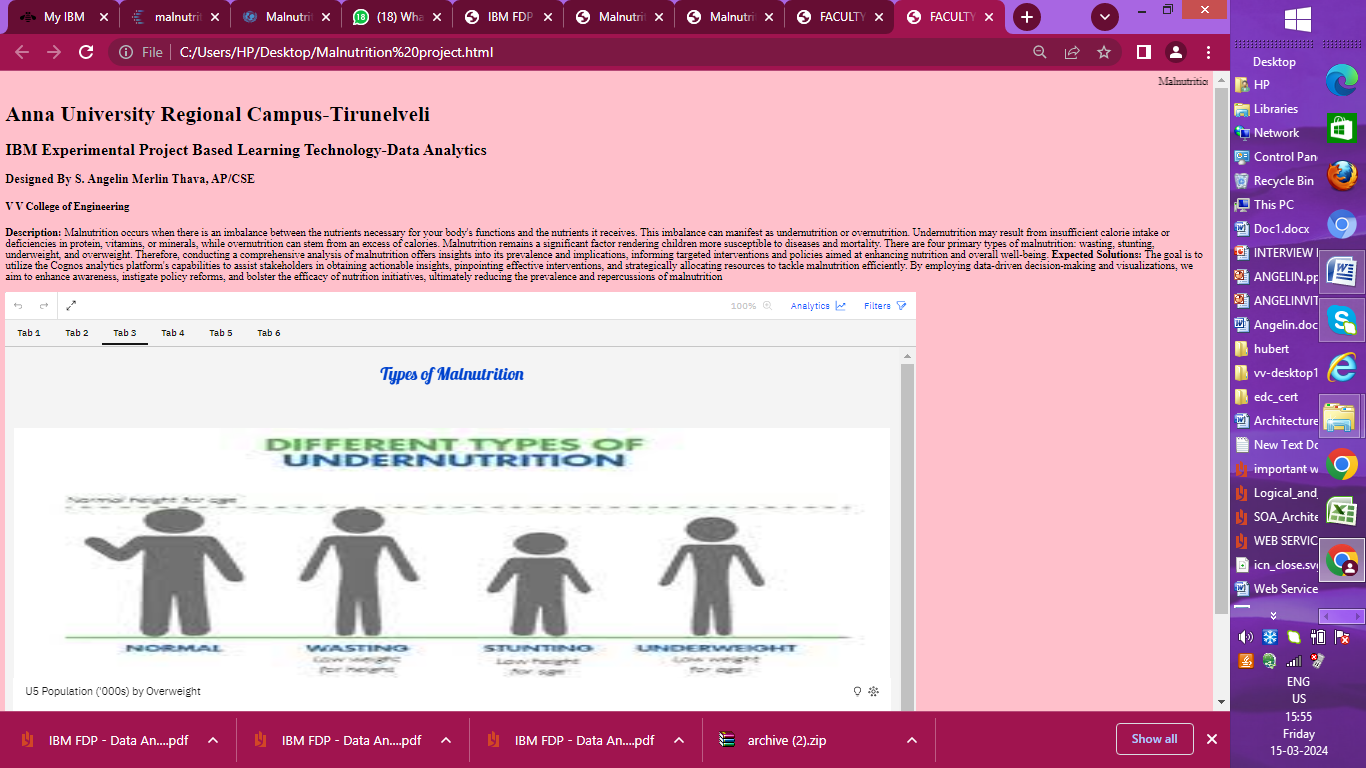 My IBM
malnutri
Malnutri
(18) Wha
IBM FDP
Malnutri
Malnutri
FACULTY
FACULTY
File
C:/Users/HP/Desktop/Malnutrition%20project.html
Malnutritio
Anna University Regional Campus-Tirunelveli
IBM Experimental Project Based Learning Technology-Data Analytics
Designed By S. Angelin Merlin Thava, AP/CSE
V V College of Engineering
Description: Malnutrition occurs when there is an imbalance between the nutrients necessary for your body's functions and the nutrients it receives. This imbalance can manifest as undernutrition or overnutrition. Undernutrition may result from insufficient calorie intake or
deficiencies in protein, vitamins, or minerals, while overnutrition can stem from an excess of calories. Malnutrition remains a significant factor rendering children more susceptible to diseases and mortality. There are four primary types of malnutrition: wasting, stunting,
underweight, and overweight. Therefore, conducting a comprehensive analysis of malnutrition offers insights into its prevalence and implications, informing targeted interventions and policies aimed at enhancing nutrition and overall well-being. Expected Solutions: The goal is to
utilize the Cognos analytics platform's capabilities to assist stakeholders in obtaining actionable insights, pinpointing effective interventions, and strategically allocating resources to tackle malnutrition efficiently. By employing data-driven decision-making and visualizations, we
aim to enhance awareness, instigate policy reforms, and bolster the efficacy of nutrition initiatives, ultimately reducing the prevalence and repercussions of malnutrition
100%
Analytics
Filters
Tab 1
Tab 2
Tab 3
Tab 4
Tab 5
Tab 6
Types of Malnutrition
DIFFERENT TYPES OF
UNDERNUTRITION
Normal height for age
NORMAL
WASTING
Low weight
for height
STUNTING
Low height
for age
UNDERWEIGHT
Low weight
for age
U5 Population ('000s) by Overweight
IBM FDP - Data An....pdf
IBM FDP - Data An....pdf
IBM FDP - Data An....pdf
archive (2).zip
Show all
Desktop
HP
Libraries
Network
Control Pan
Recycle Bin
This PC
Doc1.docx
INTERVIEW
ANGELIN.pp
ANGELINVIT
Angelin.doc
hubert
vv-desktop1
edc_cert
Architecture
New Text Do
important w
Logical_and_
SOA_Archite
WEB SERVIC
icn_close.sv
Web Service
ENG
US
15:55
Friday
15-03-2024